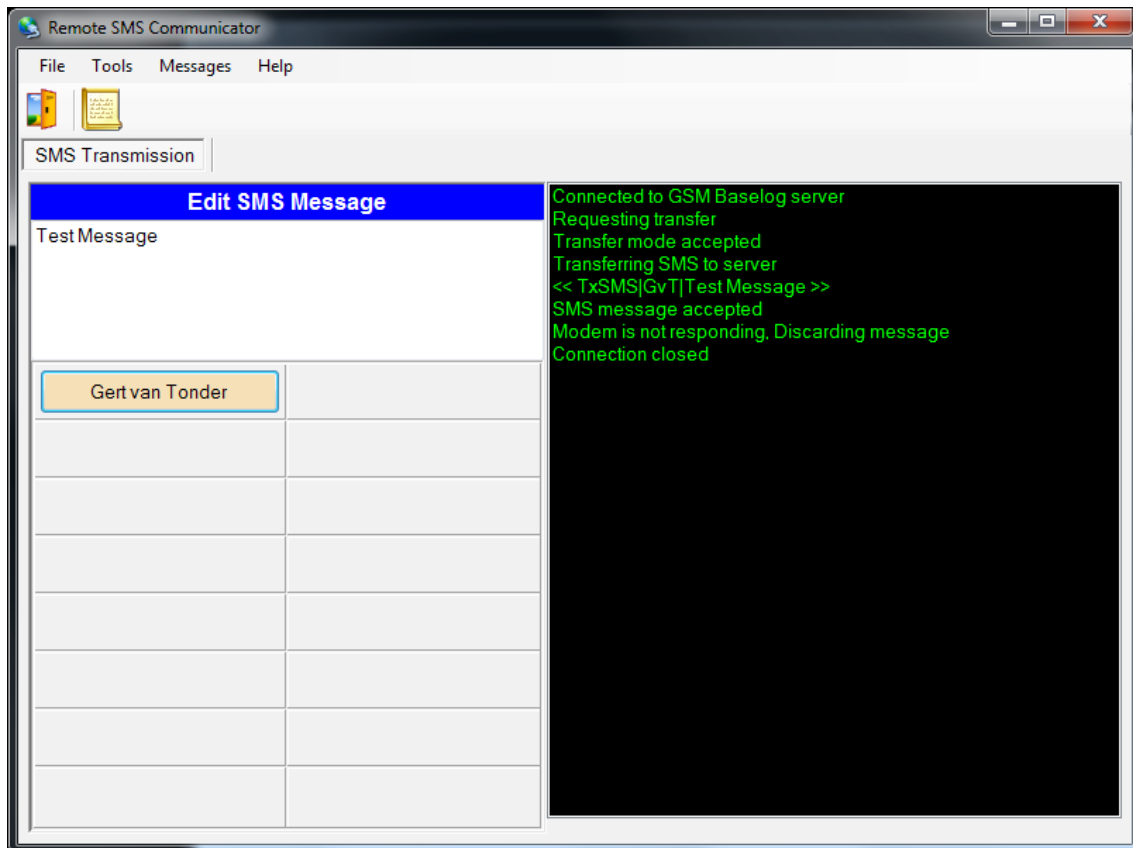 Remote SMS Communicator
File Tools Messages Help
SMS Transmission
Edit SMS Message
Test Message
Gert van Tonder
Connected to GSM Baselog server
Requesting transfer
Transfer mode accepted
Transferring SMS to server
<< TxSMS|GvT|Test Message >>
SMS message accepted
Modem is not responding, Discarding message
Connection closed